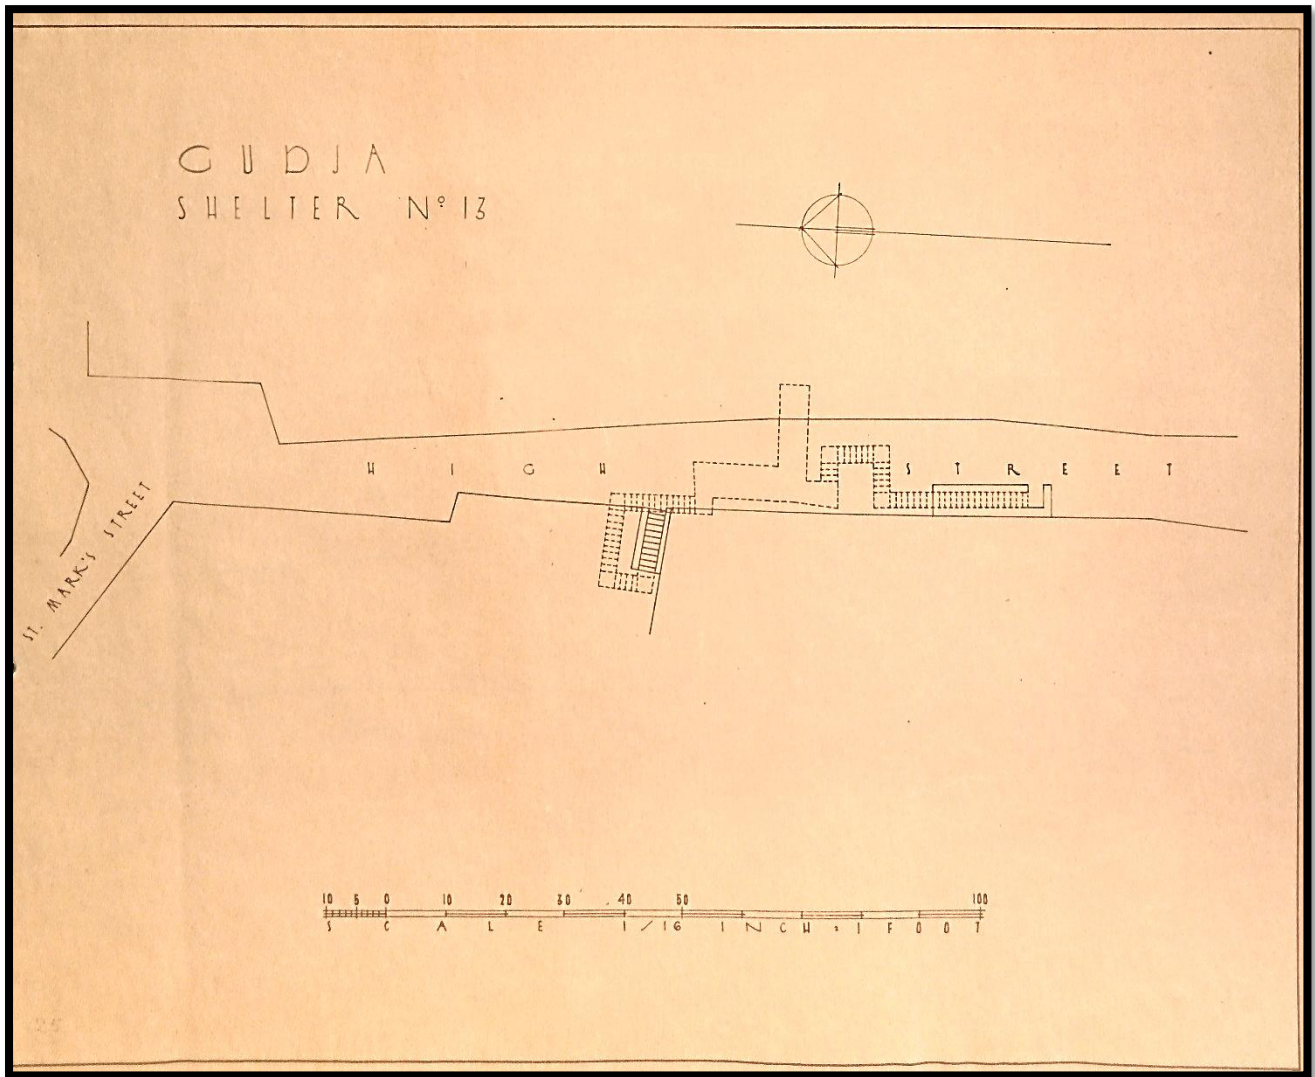 GUDJA
SHELTER Nº 13
HIGH STREET
ST. MARK'S STREET
10 5 0 10 20 30 40 50 100
SCALE 1/16 INCH = 1 FOOT
25